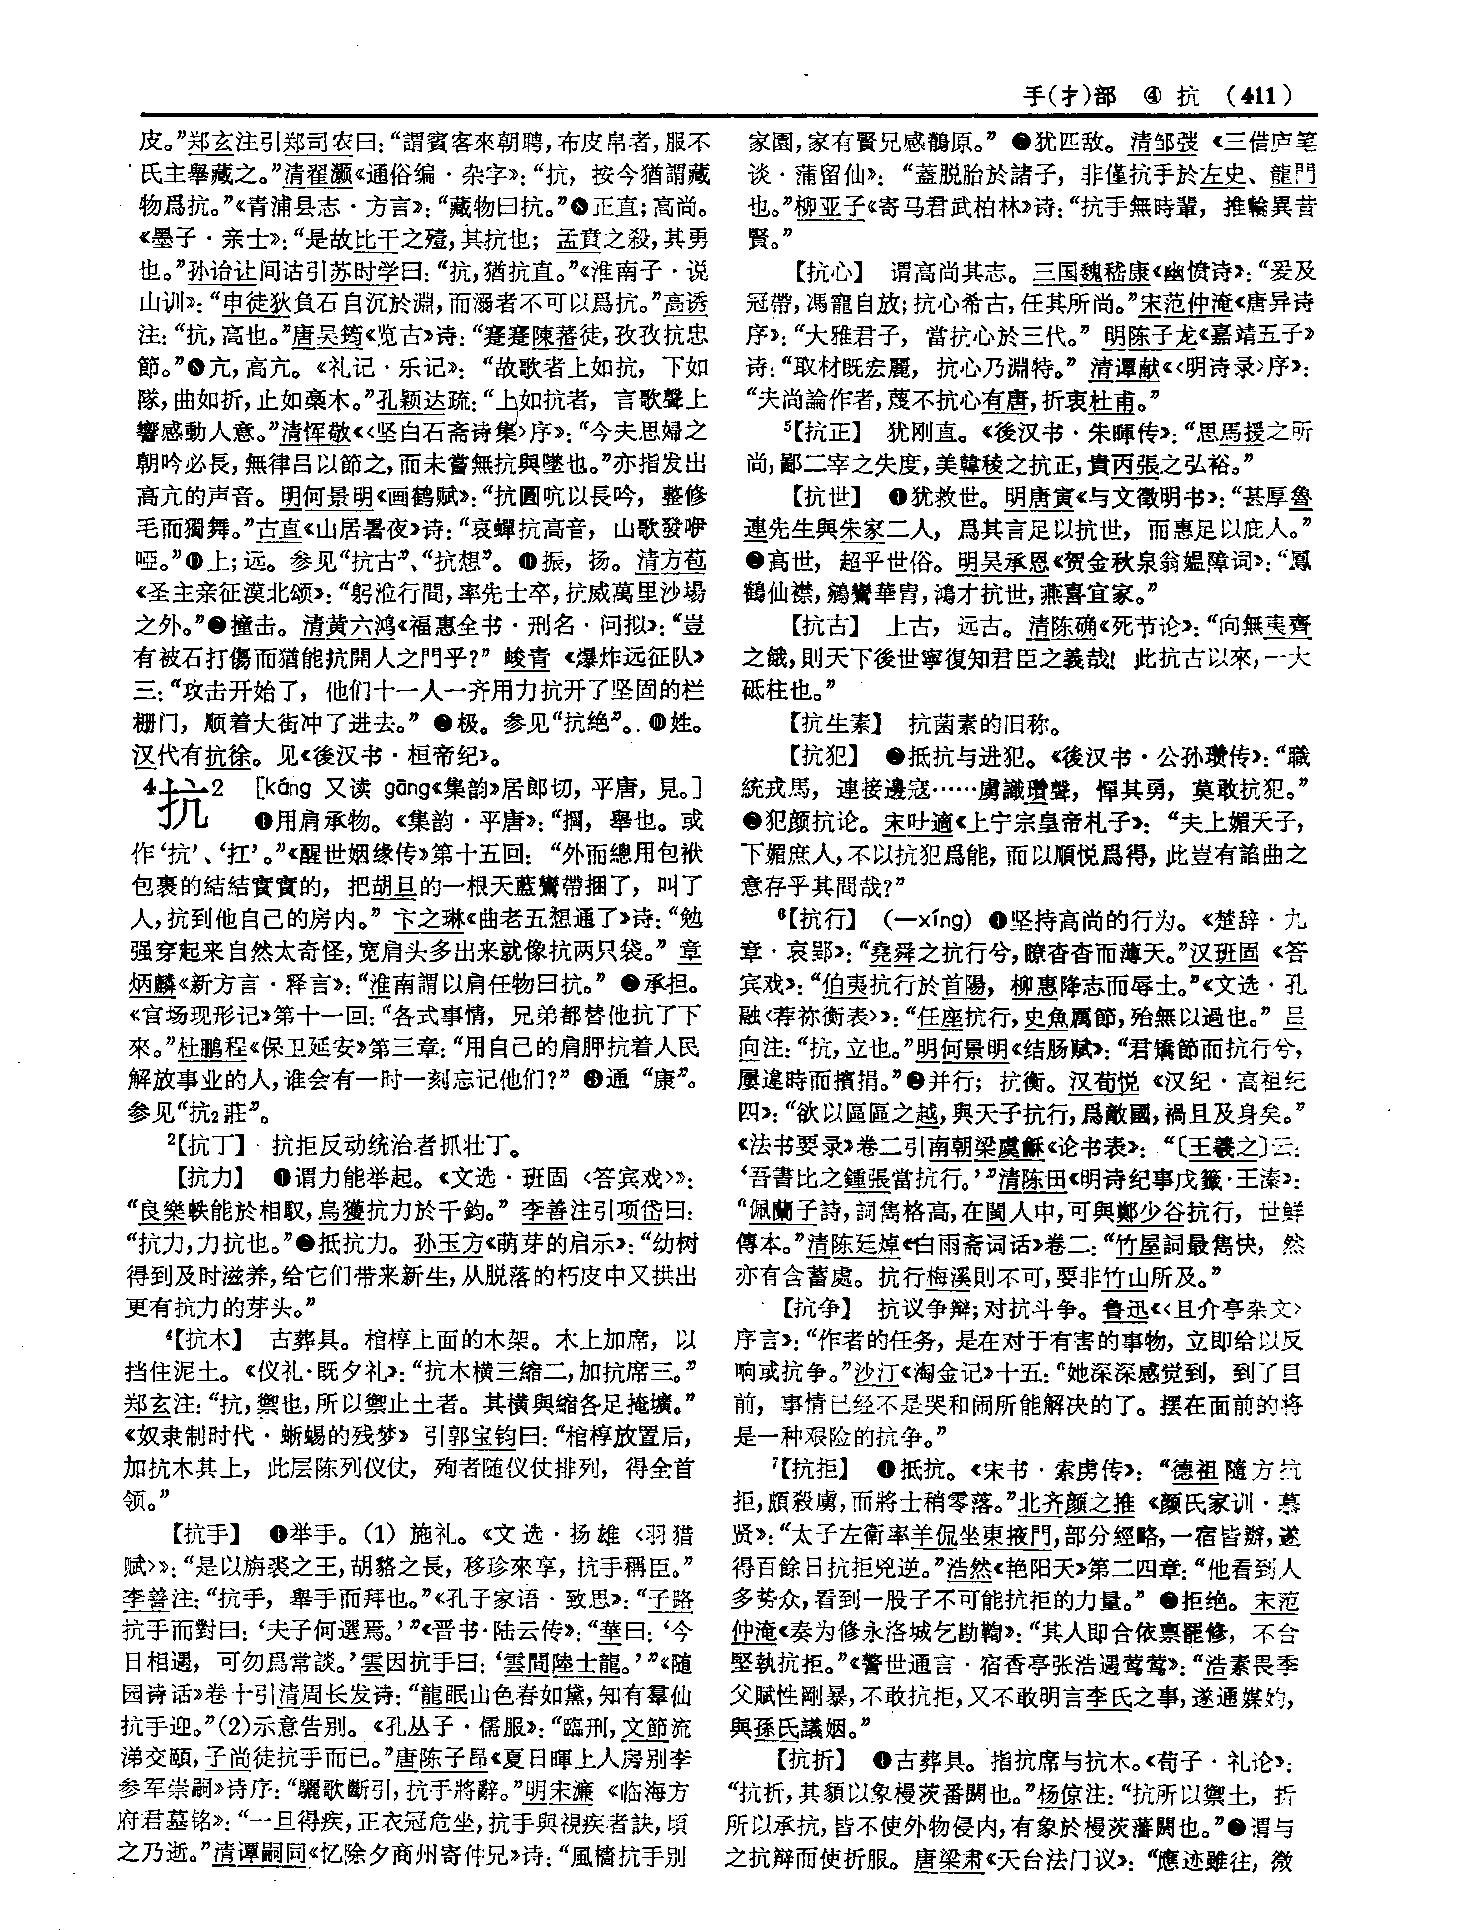 手(扌)部　④ 抗　(411)
皮。”郑玄注引郑司农曰：“謂賓客來朝聘，布皮帛者，服不
氏主舉藏之。”清翟灏《通俗编·杂字》：“抗，按今猶謂藏
物爲抗。”《青浦县志·方言》：“藏物曰抗。”❽正直；高尚。
《墨子·亲士》：“是故比干之殪，其抗也；孟賁之殺，其勇
也。”孙诒让间诂引苏时学曰：“抗，猶抗直。”《淮南子·说
山训》：“申徒狄負石自沉於淵，而溺者不可以爲抗。”高诱
注：“抗，高也。”唐吴筠《览古》诗：“蹇蹇陳蕃徒，孜孜抗忠
節。”❾亢，高亢。《礼记·乐记》：“故歌者上如抗，下如
隊，曲如折，止如槀木。”孔颖达疏：“上如抗者，言歌聲上
響感動人意。”清恽敬《〈坚白石斋诗集〉序》：“今夫思婦之
朝吟必長，無律吕以節之，而未嘗無抗與墜也。”亦指发出
高亢的声音。明何景明《画鹤赋》：“抗圓吭以長吟，整修
毛而獨舞。”古直《山居暑夜》诗：“哀蟬抗高音，山歌發咿
啞。”❿上；远。参见“抗古”、“抗想”。⓫振，扬。清方苞
《圣主亲征漠北颂》：“躬涖行間，率先士卒，抗威萬里沙場
之外。”⓬撞击。清黄六鸿《福惠全书·刑名·问拟》：“豈
有被石打傷而猶能抗開人之門乎？”峻青《爆炸远征队》
三：“攻击开始了，他们十一人一齐用力抗开了坚固的栏
栅门，顺着大街冲了进去。”⓭极。参见“抗绝”。⓮姓。
汉代有抗徐。见《後汉书·桓帝纪》。
4抗2　[káng 又读 gāng《集韵》居郎切，平唐，見。]
❶用肩承物。《集韵·平唐》：“掆，舉也。或
作‘抗’、‘扛’。”《醒世姻缘传》第十五回：“外面總用包袱
包裹的結結實實的，把胡旦的一根天藍鸞帶捆了，叫了
人，抗到他自己的房内。”卞之琳《曲老五想通了》诗：“勉
强穿起来自然太奇怪，宽肩头多出来就像抗两只袋。”章
炳麟《新方言·释言》：“淮南謂以肩任物曰抗。”❷承担。
《官场现形记》第十一回：“各式事情，兄弟都替他抗了下
來。”杜鹏程《保卫延安》第三章：“用自己的肩胛抗着人民
解放事业的人，谁会有一时一刻忘记他们？”❸通“康”。
参见“抗2莊”。
2【抗丁】　抗拒反动统治者抓壮丁。
【抗力】　❶谓力能举起。《文选·班固〈答宾戏〉》：
“良樂軼能於相馭，烏獲抗力於千鈞。”李善注引项岱曰：
“抗力，力抗也。”❷抵抗力。孙玉方《萌芽的启示》：“幼树
得到及时滋养，给它们带来新生，从脱落的朽皮中又拱出
更有抗力的芽头。”
4【抗木】　古葬具。棺椁上面的木架。木上加席，以
挡住泥土。《仪礼·既夕礼》：“抗木横三縮二，加抗席三。”
郑玄注：“抗，禦也，所以禦止土者。其横與縮各足掩壙。”
《奴隶制时代·蜥蜴的残梦》引郭宝钧曰：“棺椁放置后，
加抗木其上，此层陈列仪仗，殉者随仪仗排列，得全首
领。”
【抗手】　❶举手。(1) 施礼。《文选·扬雄〈羽猎
赋〉》：“是以旃裘之王，胡貉之長，移珍來享，抗手稱臣。”
李善注：“抗手，舉手而拜也。”《孔子家语·致思》：“子路
抗手而對曰：‘夫子何選焉。’”《晋书·陆云传》：“華曰：‘今
日相遇，可勿爲常談。’雲因抗手曰：‘雲間陸士龍。’”《随
园诗话》卷十引清周长发诗：“龍眠山色春如黛，知有羣仙
抗手迎。”(2)示意告别。《孔丛子·儒服》：“臨刑，文節流
涕交頤，子尚徒抗手而已。”唐陈子昂《夏日暉上人房别李
参军崇嗣》诗序：“驪歌斷引，抗手將辭。”明宋濂《临海方
府君墓铭》：“一旦得疾，正衣冠危坐，抗手與視疾者訣，頃
之乃逝。”清谭嗣同《忆除夕商州寄仲兄》诗：“風檣抗手别
家園，家有賢兄感鶺原。”❷犹匹敌。清邹弢《三借庐笔
谈·蒲留仙》：“蓋脱胎於諸子，非僅抗手於左史、龍門
也。”柳亚子《寄马君武柏林》诗：“抗手無時輩，推輪異昔
賢。”
【抗心】　谓高尚其志。三国魏嵇康《幽愤诗》：“爰及
冠帶，馮寵自放；抗心希古，任其所尚。”宋范仲淹《唐异诗
序》：“大雅君子，當抗心於三代。”明陈子龙《嘉靖五子》
诗：“取材既宏麗，抗心乃淵特。”清谭献《〈明诗录〉序》：
“夫尚論作者，蔑不抗心有唐，折衷杜甫。”
5【抗正】　犹刚直。《後汉书·朱暉传》：“思馬援之所
尚，鄙二宰之失度，美韓稜之抗正，貴丙張之弘裕。”
【抗世】　❶犹救世。明唐寅《与文徵明书》：“甚厚魯
連先生與朱家二人，爲其言足以抗世，而惠足以庇人。”
❷高世，超乎世俗。明吴承恩《贺金秋泉翁媪障词》：“鳳
鶴仙襟，鵷鸞華胄，鴻才抗世，燕喜宜家。”
【抗古】　上古，远古。清陈确《死节论》：“向無夷齊
之餓，則天下後世寧復知君臣之義哉！此抗古以來，一大
砥柱也。”
【抗生素】　抗菌素的旧称。
【抗犯】　❶抵抗与进犯。《後汉书·公孙瓒传》：“職
統戎馬，連接邊寇……虜識瓚聲，憚其勇，莫敢抗犯。”
❷犯颜抗论。宋叶適《上宁宗皇帝札子》：“夫上媚天子，
下媚庶人，不以抗犯爲能，而以順悦爲得，此豈有諂曲之
意存乎其間哉？”
6【抗行】　(—xíng) ❶坚持高尚的行为。《楚辞·九
章·哀郢》：“堯舜之抗行兮，瞭杳杳而薄天。”汉班固《答
宾戏》：“伯夷抗行於首陽，柳惠降志而辱士。”《文选·孔
融〈荐祢衡表〉》：“任座抗行，史魚厲節，殆無以過也。”吕
向注：“抗，立也。”明何景明《结肠赋》：“君矯節而抗行兮，
屢違時而擯捐。”❷并行；抗衡。汉荀悦《汉纪·高祖纪
四》：“欲以區區之越，與天子抗行，爲敵國，禍且及身矣。”
《法书要录》卷二引南朝梁虞龢《论书表》：“〔王羲之〕云：
‘吾書比之鍾張當抗行。’”清陈田《明诗纪事戊籤·王溱》：
“佩蘭子詩，詞雋格高，在閩人中，可與鄭少谷抗行，世鮮
傳本。”清陈廷焯《白雨斋词话》卷二：“竹屋詞最雋快，然
亦有含蓄處。抗行梅溪則不可，要非竹山所及。”
【抗争】　抗议争辩；对抗斗争。鲁迅《〈且介亭杂文〉
序言》：“作者的任务，是在对于有害的事物，立即给以反
响或抗争。”沙汀《淘金记》十五：“她深深感觉到，到了目
前，事情已经不是哭和闹所能解决的了。摆在面前的将
是一种艰险的抗争。”
7【抗拒】　❶抵抗。《宋书·索虏传》：“德祖隨方抗
拒，頗殺虜，而將士稍零落。”北齐颜之推《颜氏家训·慕
贤》：“太子左衛率羊侃坐東掖門，部分經略，一宿皆辦，遂
得百餘日抗拒兇逆。”浩然《艳阳天》第二四章：“他看到人
多势众，看到一股子不可能抗拒的力量。”❷拒绝。宋范
仲淹《奏为修永洛城乞勘鞫》：“其人即合依禀罷修，不合
堅執抗拒。”《警世通言·宿香亭张浩遇莺莺》：“浩素畏季
父賦性剛暴，不敢抗拒，又不敢明言李氏之事，遂通媒妁，
與孫氏議姻。”
【抗折】　❶古葬具。指抗席与抗木。《荀子·礼论》：
“抗折，其䫉以象槾茨番閼也。”杨倞注：“抗所以禦土，折
所以承抗，皆不使外物侵内，有象於槾茨藩閼也。”❷谓与
之抗辩而使折服。唐梁肃《天台法门议》：“應迹雖往，微